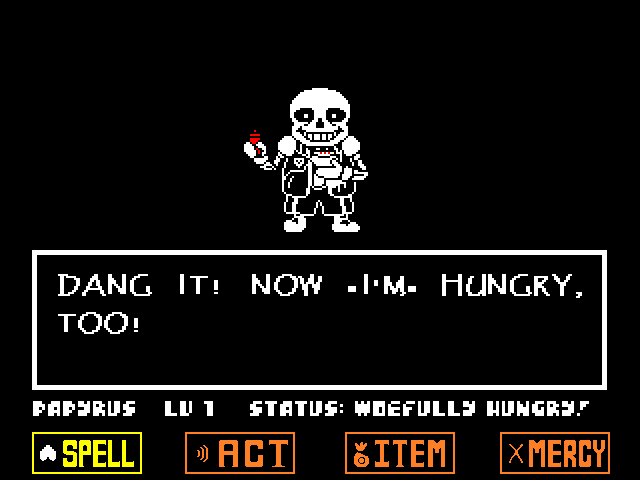 DANG IT! NOW *I'M* HUNGRY,
TOO!
PAPYRUS LV 1 STATUS: WOEFULLY HUNGRY!
SPELL ACT ITEM MERCY